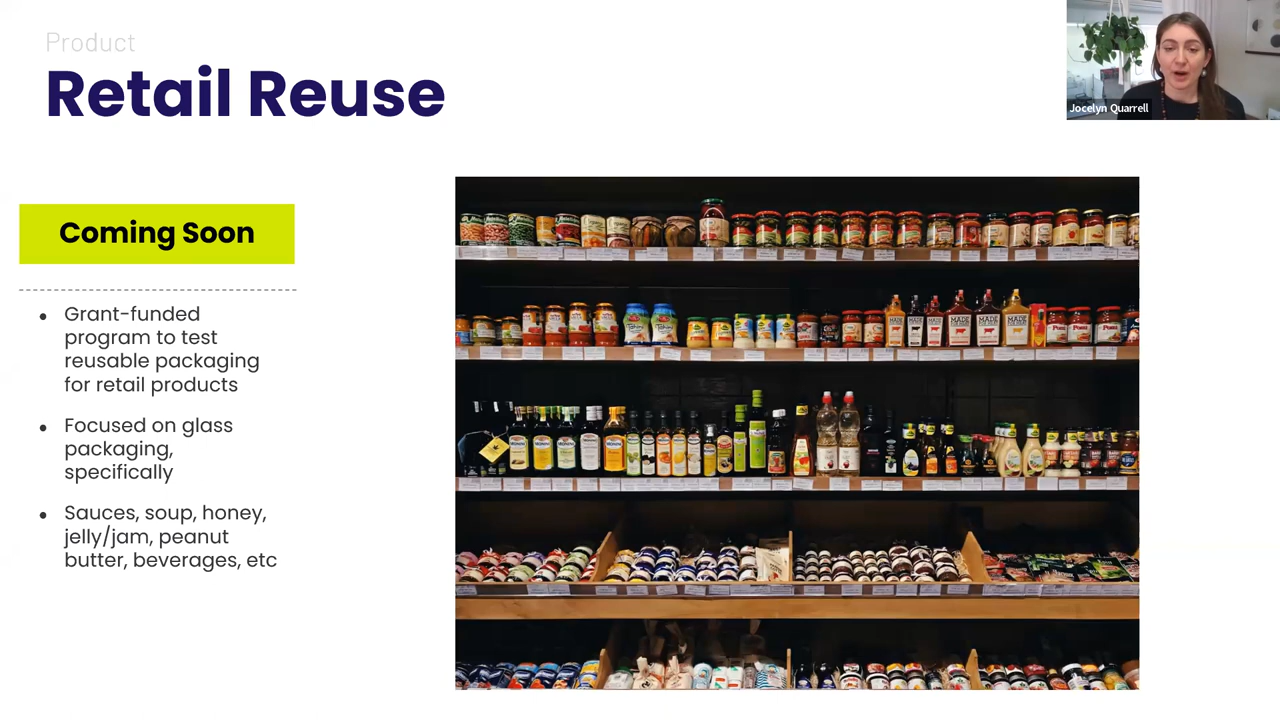 Product
Retail Reuse
Jocelyn Quarrell
Coming Soon
• Grant-funded
program to test
reusable packaging
for retail products
• Focused on glass
packaging,
specifically
• Sauces, soup, honey,
jelly/jam, peanut
butter, beverages, etc